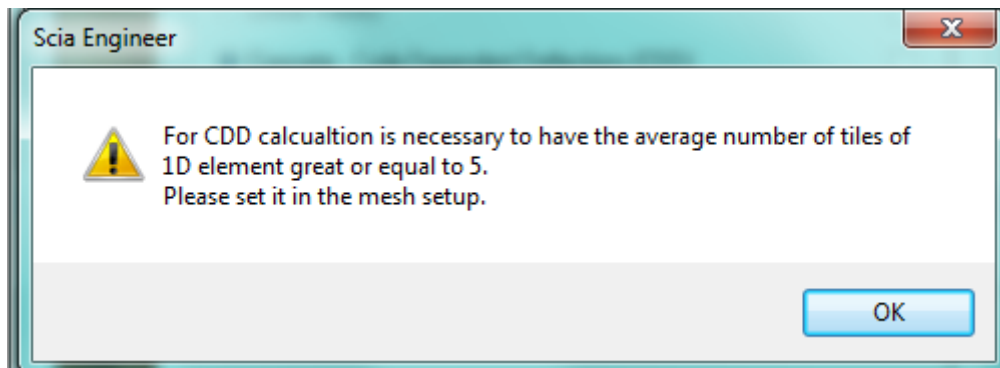 Scia Engineer
For CDD calcualtion is necessary to have the average number of tiles of
1D element great or equal to 5.
Please set it in the mesh setup.
OK